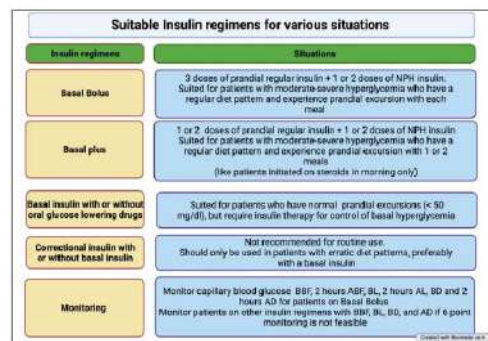 Suitable Insulin regimens for various situations
Insulin regimens
Situations
Basal Bolus
3 doses of prandial regular insulin + 1 or 2 doses of NPH insulin.
Suited for patients with moderate-severe hyperglycemia who have a
regular diet pattern and experience prandial excursion with each
meal
Basal plus
1 or 2 doses of prandial regular insulin + 1 or 2 doses of NPH insulin
Suited for patients with moderate-severe hyperglycemia who have a
regular diet pattern and experience prandial excursion with 1 or 2
meals
(like patients initiated on steroids in morning only)
Basal insulin with or without
oral glucose lowering drugs
Suited for patients who have normal prandial excursions (< 50
mg/dl), but require insulin therapy for control of basal hyperglycemia
Correctional insulin with
or without basal insulin
Not recommended for routine use.
Should only be used in patients with erratic diet patterns, preferably
with a basal insulin
Monitoring
Monitor capillary blood glucose BBF, 2 hours ABF, BL, 2 hours AL, BD and 2
hours AD for patients on Basal Bolus
Monitor patients on other insulin regimens with BBF, BL, BD, and AD if 6 point
monitoring is not feasible